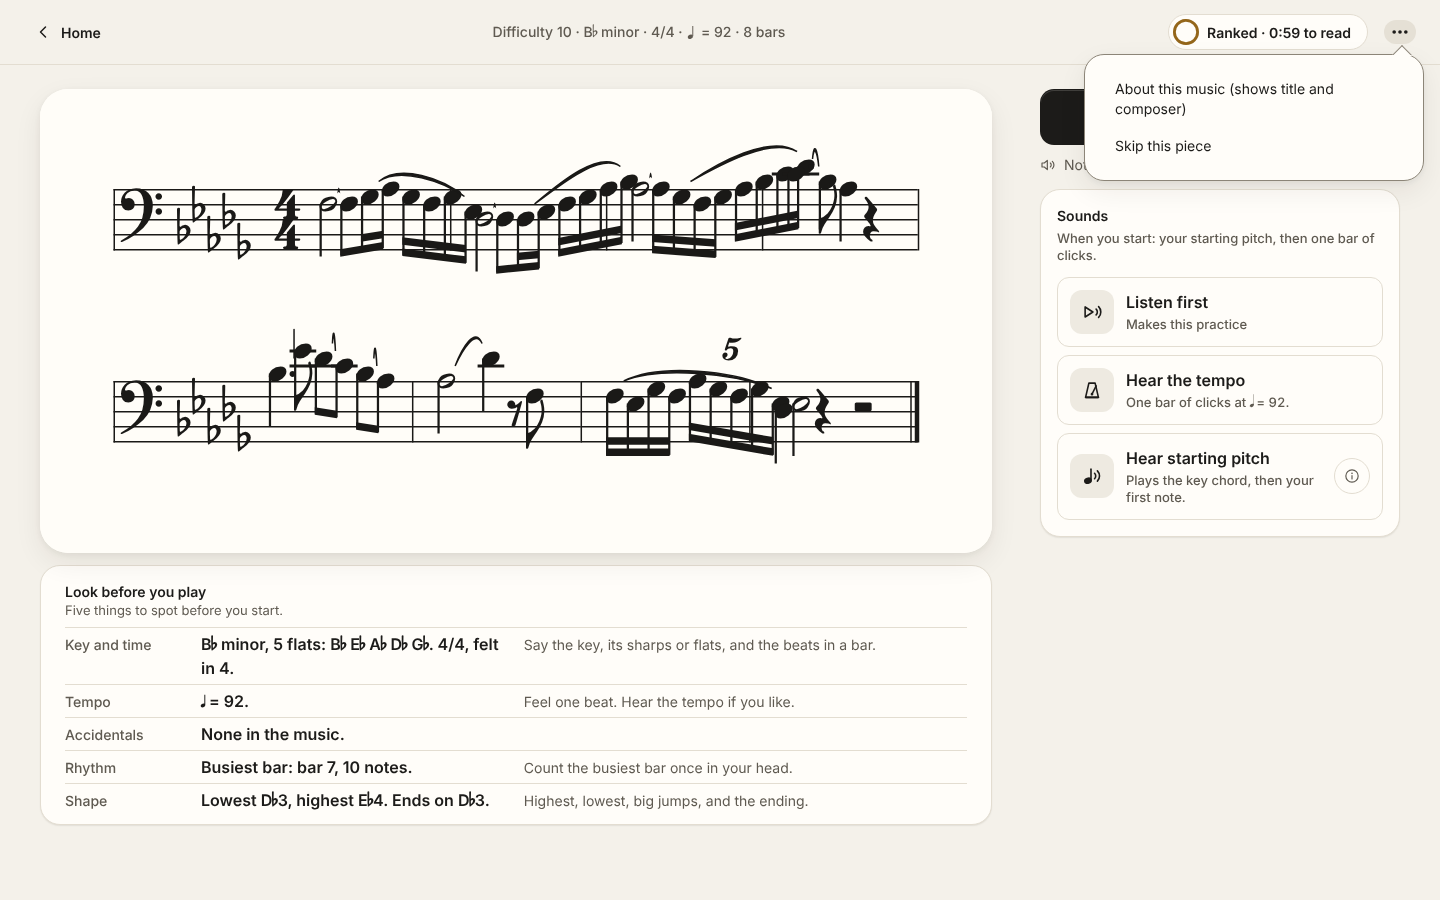 Home
Difficulty 10 · B♭ minor · 4/4 · ♩ = 92 · 8 bars
Ranked · 0:59 to read
About this music (shows title and
composer)
Skip this piece
4
4
5
Sounds
When you start: your starting pitch, then one bar of
clicks.
Listen first
Makes this practice
Hear the tempo
One bar of clicks at ♩ = 92.
Hear starting pitch
Plays the key chord, then your
first note.
Look before you play
Five things to spot before you start.
Key and time
B♭ minor, 5 flats: B♭ E♭ A♭ D♭ G♭. 4/4, felt
in 4.
Say the key, its sharps or flats, and the beats in a bar.
Tempo
♩ = 92.
Feel one beat. Hear the tempo if you like.
Accidentals
None in the music.
Rhythm
Busiest bar: bar 7, 10 notes.
Count the busiest bar once in your head.
Shape
Lowest D♭3, highest E♭4. Ends on D♭3.
Highest, lowest, big jumps, and the ending.